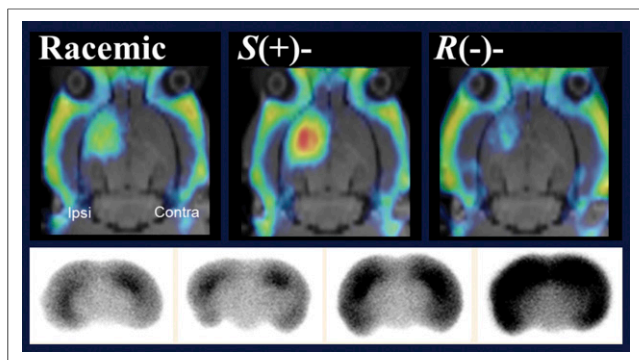 Racemic
S(+)-
R(-)-
Ipsi
Contra